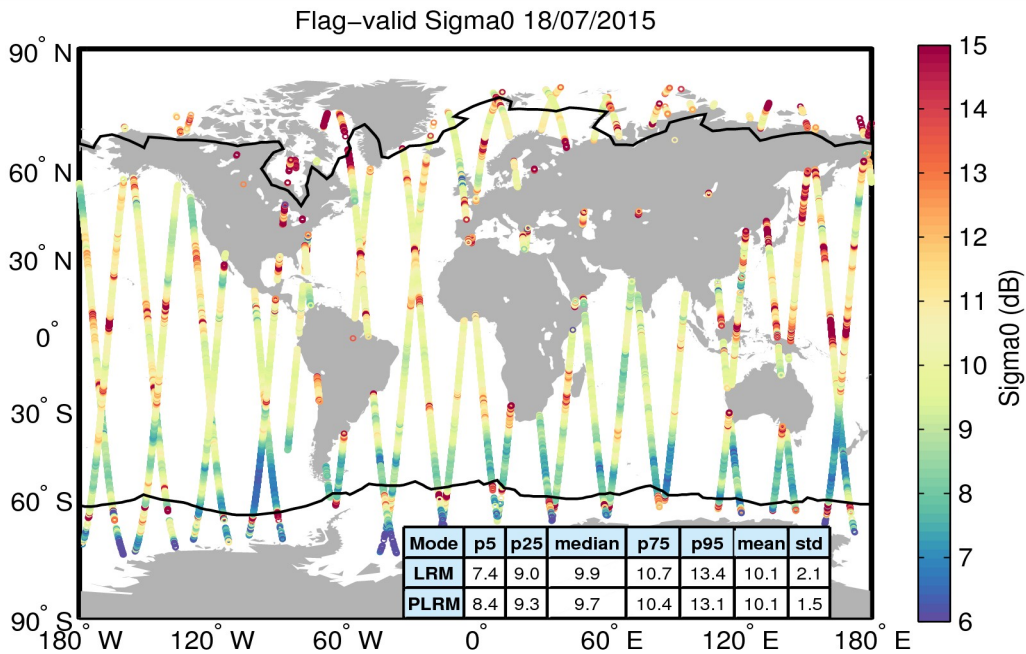 Flag−valid Sigma0 18/07/2015
90° N
60° N
30° N
0°
30° S
60° S
90° S
180° W
120° W
60° W
0°
60° E
120° E
180° E
Mode p5 p25 median p75 p95 mean std
LRM 7.4 9.0 9.9 10.7 13.4 10.1 2.1
PLRM 8.4 9.3 9.7 10.4 13.1 10.1 1.5
15
14
13
12
11
10
9
8
7
6
Sigma0 (dB)